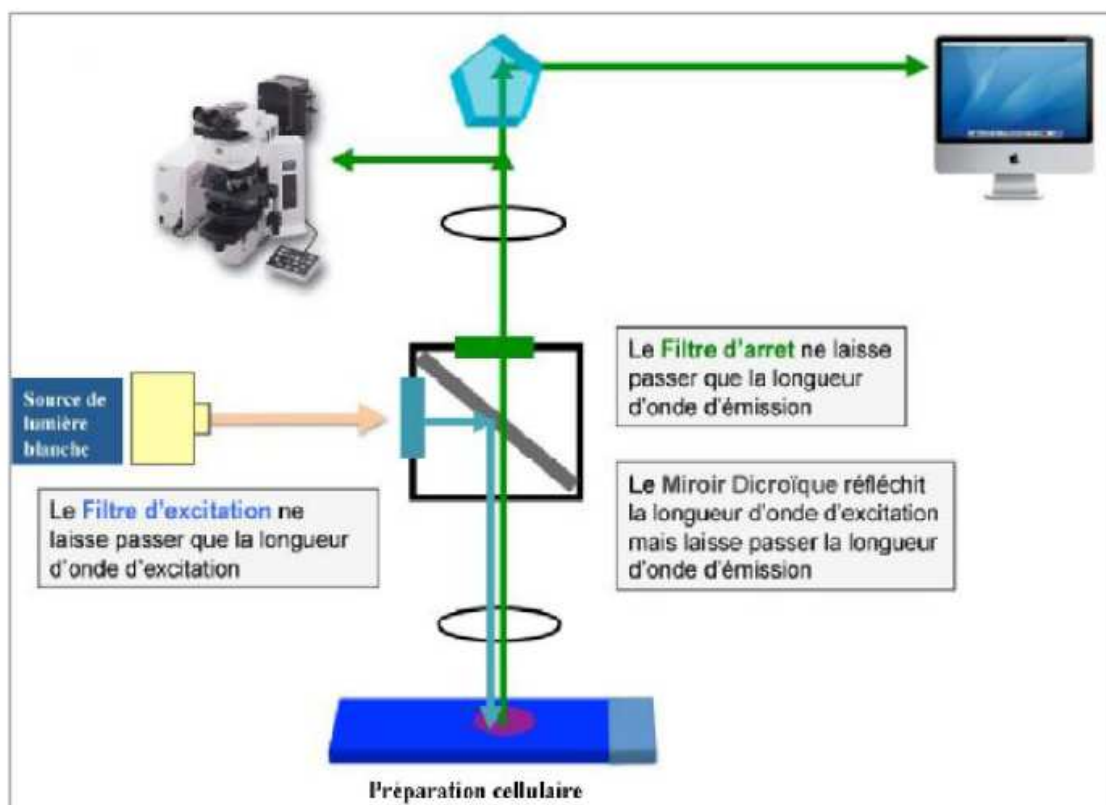 Le Filtre d'arret ne laisse
passer que la longueur
d'onde d'émission
Source de
lumière
blanche
Le Filtre d'excitation ne
laisse passer que la longueur
d'onde d'excitation
Le Miroir Dicroïque réfléchit
la longueur d'onde d'excitation
mais laisse passer la longueur
d'onde d'émission
Préparation cellulaire